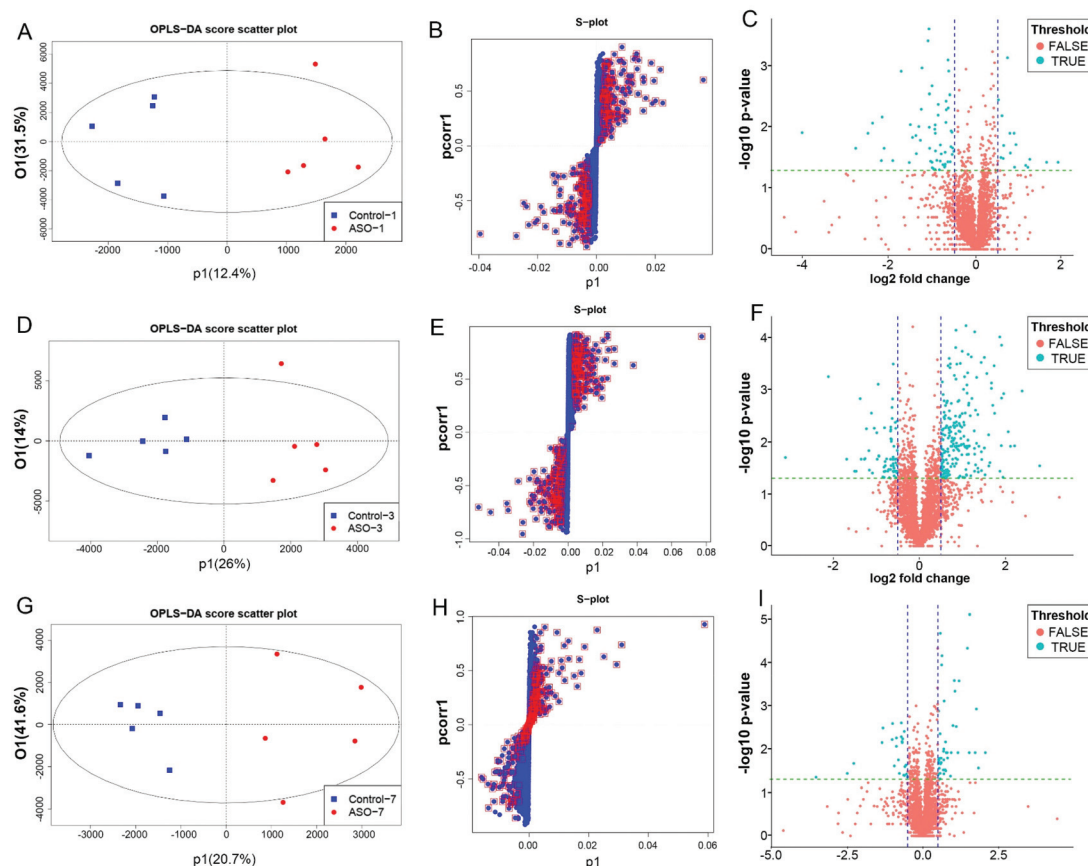 A
OPLS-DA score scatter plot
O1(31.5%)
6000
4000
2000
0
-2000
-4000
-6000
-2000
-1000
0
1000
2000
p1(12.4%)
Control-1
ASO-1
B
S-plot
pcorr1
0.5
0.0
-0.5
-0.04
-0.02
0.00
0.02
p1
C
-log10 p-value
3
2
1
0
-4
-2
0
2
log2 fold change
Threshold
FALSE
TRUE
D
OPLS-DA score scatter plot
O1(14%)
5000
0
-5000
-4000
-2000
0
2000
4000
p1(26%)
Control-3
ASO-3
E
S-plot
pcorr1
0.5
0.0
-0.5
-1.0
-0.04
-0.02
0.00
0.02
0.04
0.06
0.08
p1
F
-log10 p-value
4
3
2
1
0
-2
0
2
log2 fold change
Threshold
FALSE
TRUE
G
OPLS-DA score scatter plot
O1(41.6%)
4000
2000
0
-2000
-4000
-3000
-2000
-1000
0
1000
2000
3000
p1(20.7%)
Control-7
ASO-7
H
S-plot
pcorr1
1.0
0.5
0.0
-0.5
0.00
0.02
0.04
0.06
p1
I
-log10 p-value
5
4
3
2
1
0
-5.0
-2.5
0.0
2.5
log2 fold change
Threshold
FALSE
TRUE